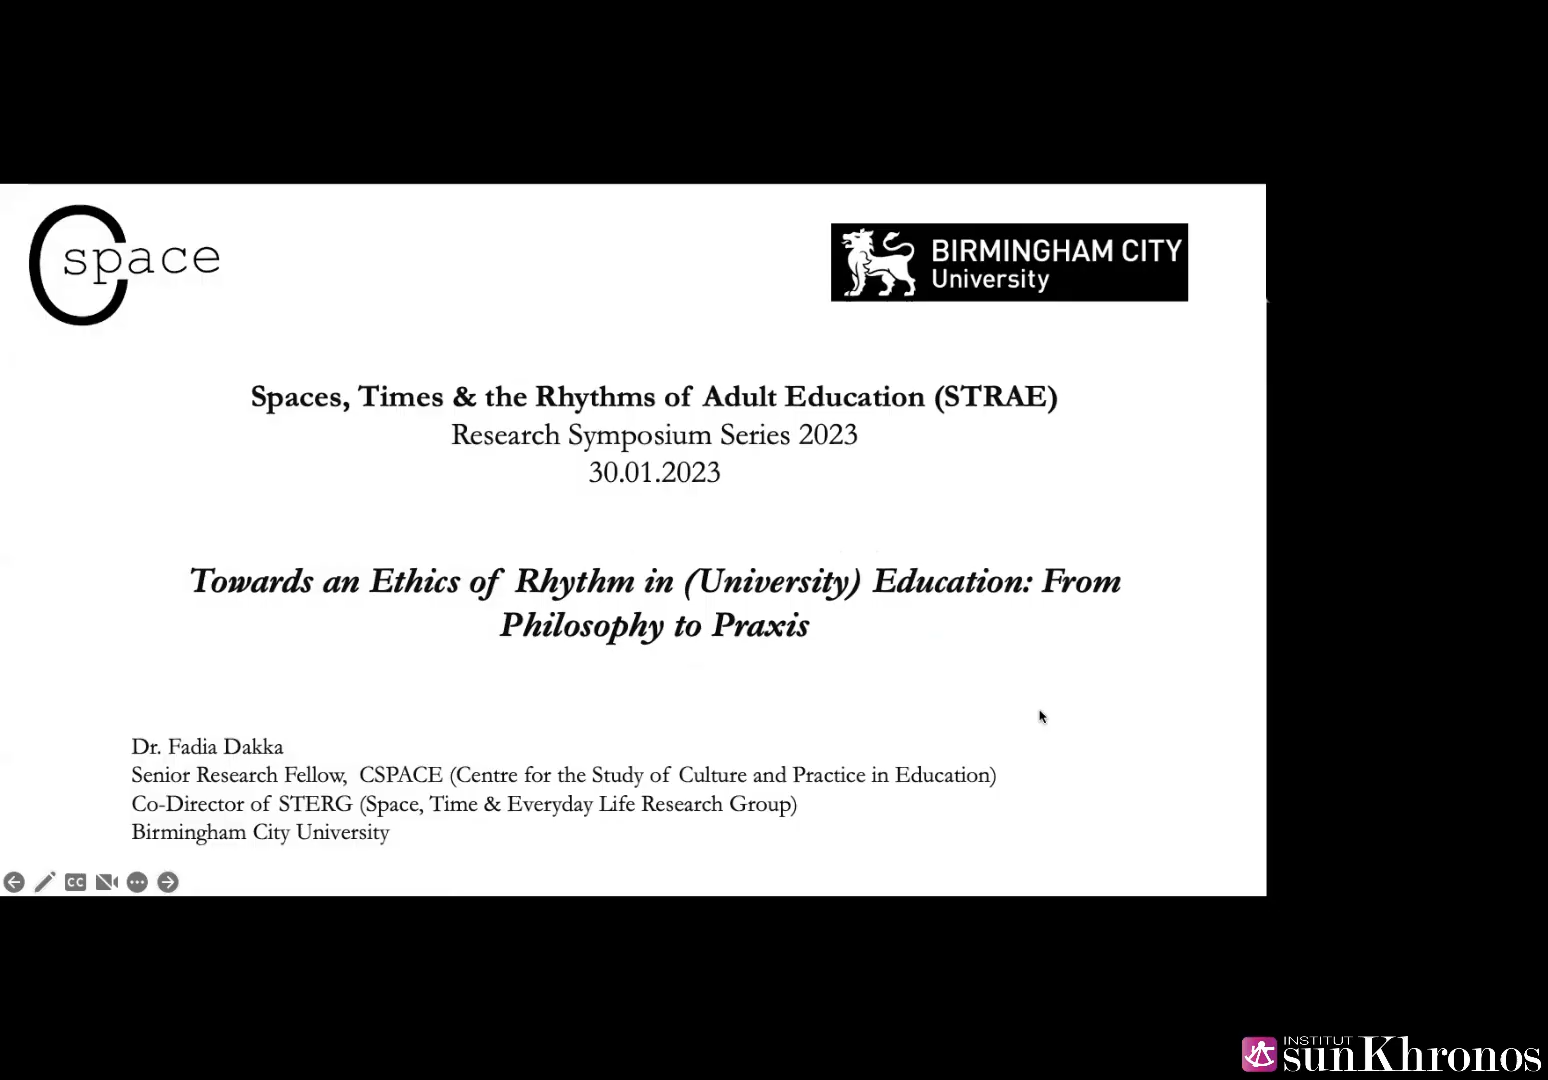 Cspace
BIRMINGHAM CITY
University
Spaces, Times & the Rhythms of Adult Education (STRAE)
Research Symposium Series 2023
30.01.2023
Towards an Ethics of Rhythm in (University) Education: From
Philosophy to Praxis
Dr. Fadia Dakka
Senior Research Fellow, CSPACE (Centre for the Study of Culture and Practice in Education)
Co-Director of STERG (Space, Time & Everyday Life Research Group)
Birmingham City University
CC
INSTITUT
sunKhronos